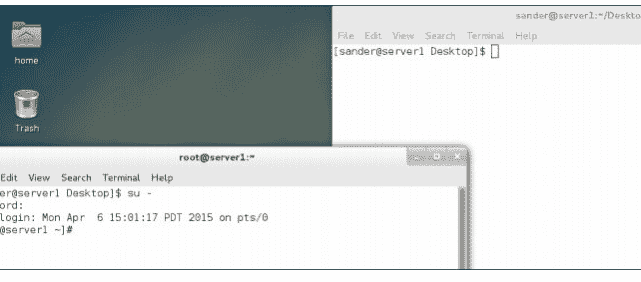 sander@server1:~/Deskto
File Edit View Search Terminal Help
[sander@server1 Desktop]$
home
Trash
root@server1:~
Edit View Search Terminal Help
er@server1 Desktop]$ su -
ord:
login: Mon Apr 6 15:01:17 PDT 2015 on pts/0
@server1 ~]#